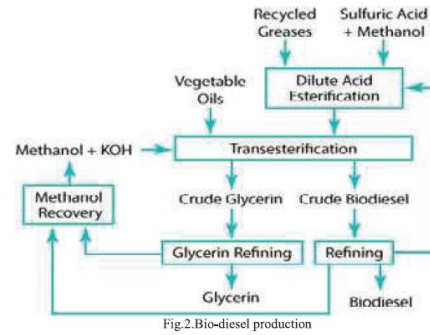 Recycled
Greases
Sulfuric Acid
+ Methanol
Vegetable
Oils
Dilute Acid
Esterification
Methanol + KOH
Transesterification
Methanol
Recovery
Crude Glycerin
Crude Biodiesel
Glycerin Refining
Refining
Glycerin
Biodiesel
Fig.2.Bio-diesel production